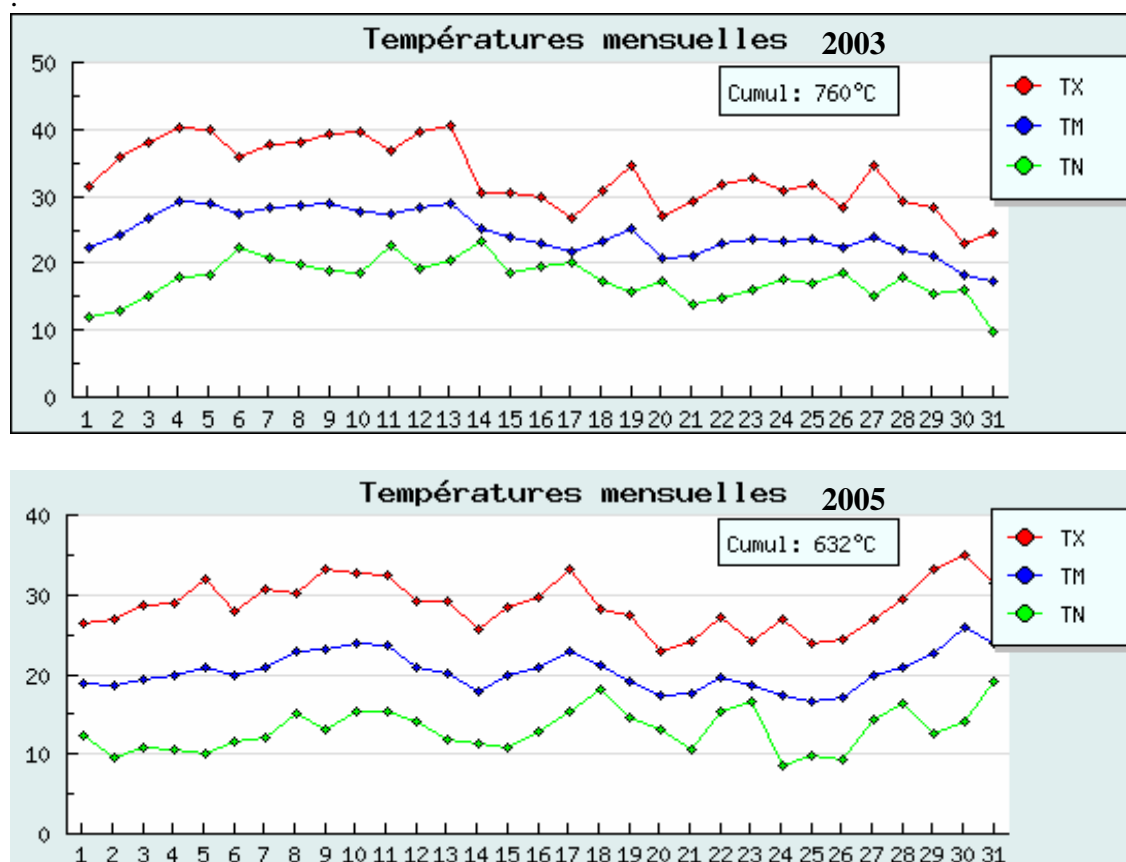 .
Températures mensuelles 2003
50
Cumul: 760°C
TX
TM
TN
40
30
20
10
0
1 2 3 4 5 6 7 8 9 10 11 12 13 14 15 16 17 18 19 20 21 22 23 24 25 26 27 28 29 30 31
Températures mensuelles 2005
40
Cumul: 632°C
TX
TM
TN
30
20
10
0
1 2 3 4 5 6 7 8 9 10 11 12 13 14 15 16 17 18 19 20 21 22 23 24 25 26 27 28 29 30 31